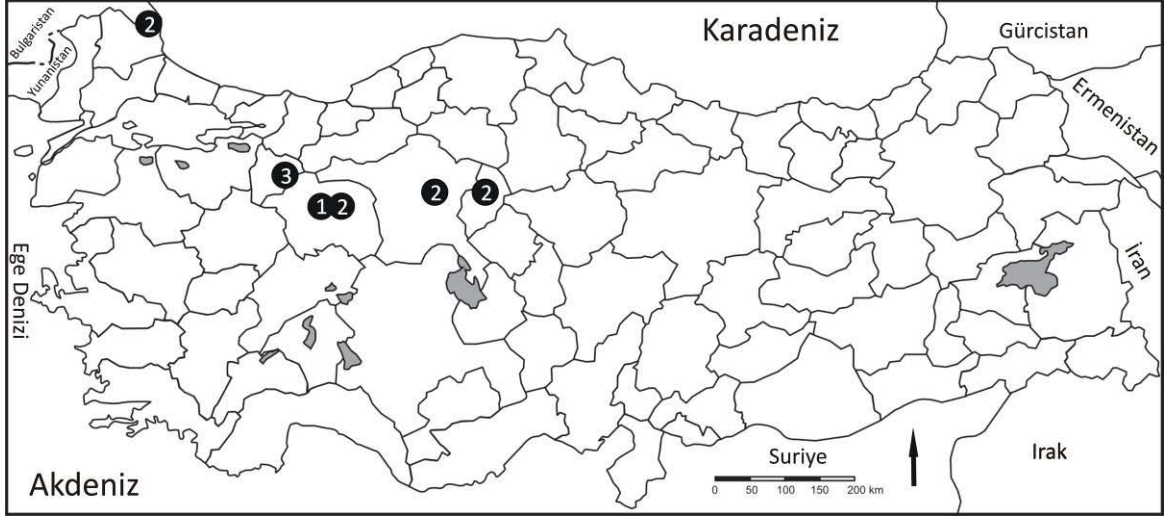 Bulgaristan
Yunanistan
2
Karadeniz
Gürcistan
Ermenistan
3
1 2
2
2
Ege Denizi
İran
Akdeniz
Suriye
0 50 100 150 200 km
Irak